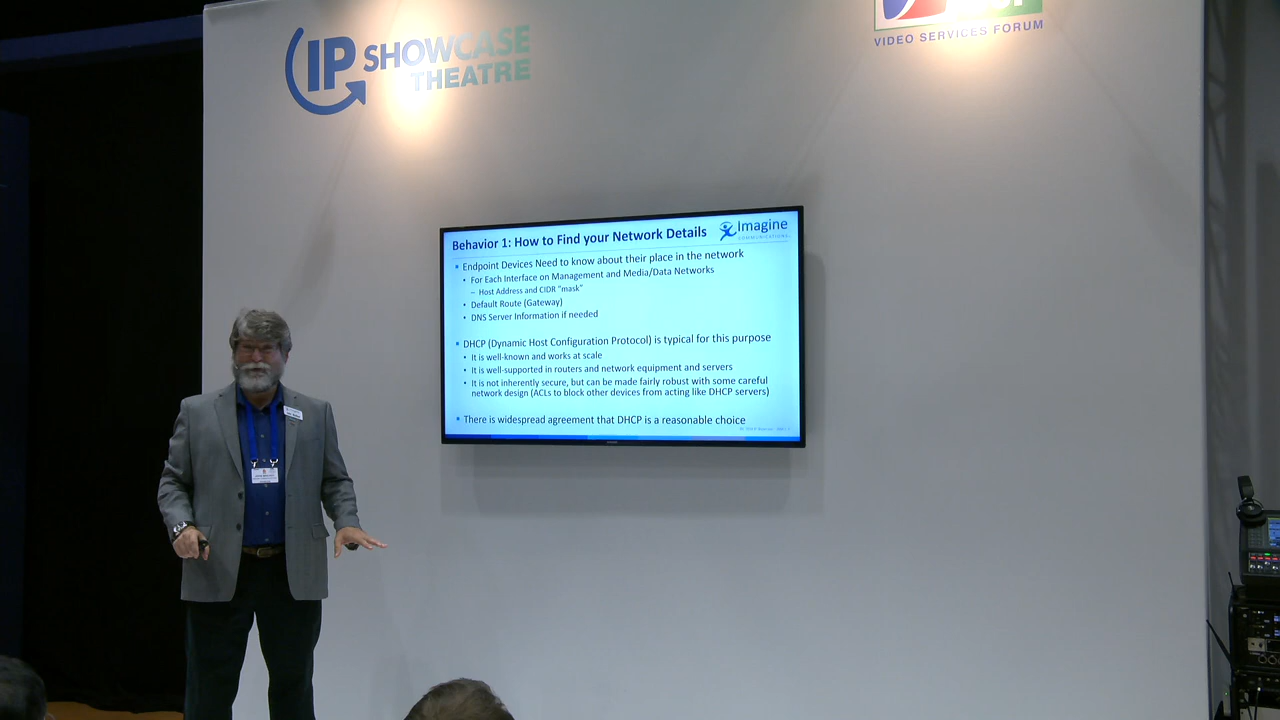 IP SHOWCASE
THEATRE
VIDEO SERVICES FORUM
Behavior 1: How to Find your Network Details
Imagine
COMMUNICATIONS
▪ Endpoint Devices Need to know about their place in the network
• For Each Interface on Management and Media/Data Networks
– Host Address and CIDR "mask"
• Default Route (Gateway)
• DNS Server Information if needed
▪ DHCP (Dynamic Host Configuration Protocol) is typical for this purpose
• It is well-known and works at scale
• It is well-supported in routers and network equipment and servers
• It is not inherently secure, but can be made fairly robust with some careful
network design (ACLs to block other devices from acting like DHCP servers)
▪ There is widespread agreement that DHCP is a reasonable choice